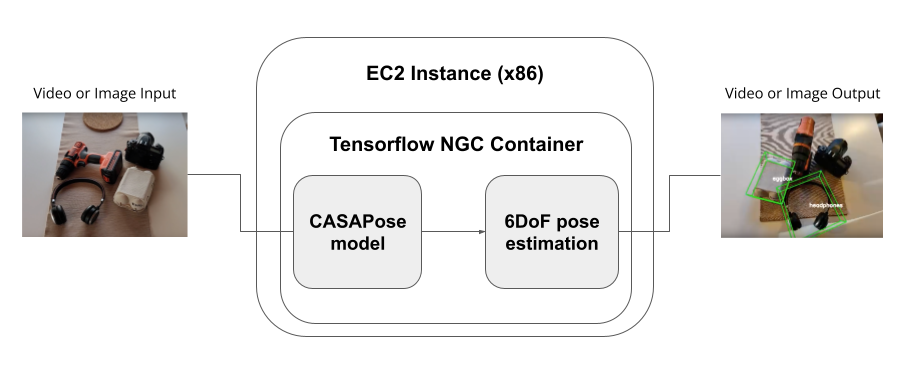 EC2 Instance (x86)
Video or Image Input
Video or Image Output
Tensorflow NGC Container
CASAPose
model
6DoF pose
estimation
eggbox
headphones